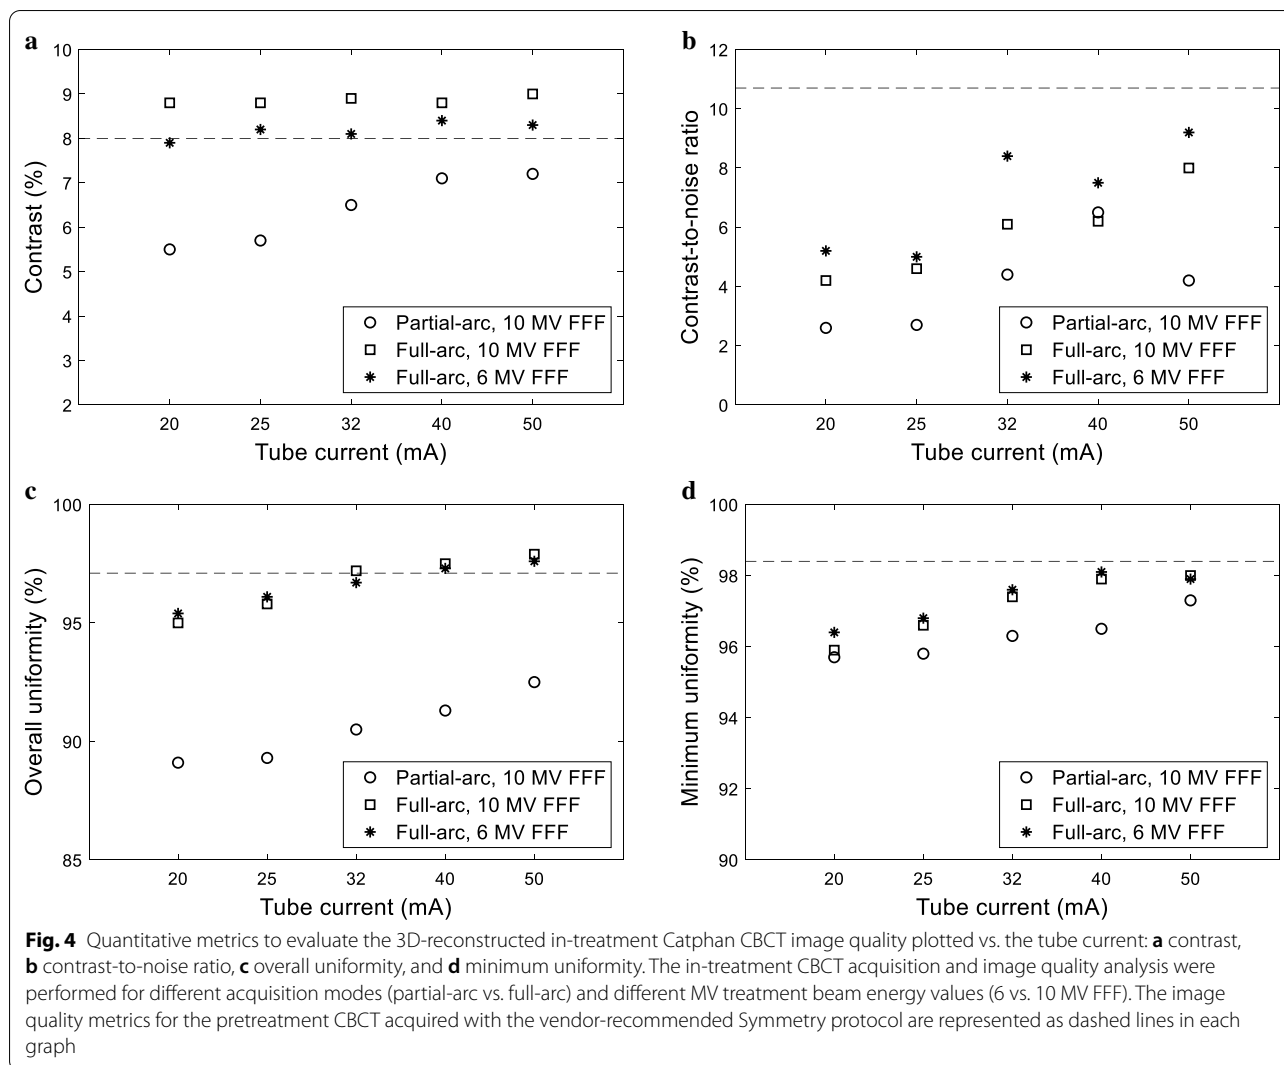 a
10
9
8
7
6
5
4
3
2
Contrast (%)
Partial-arc, 10 MV FFF
Full-arc, 10 MV FFF
Full-arc, 6 MV FFF
20 25 32 40 50
Tube current (mA)
b
12
10
8
6
4
2
0
Contrast-to-noise ratio
Partial-arc, 10 MV FFF
Full-arc, 10 MV FFF
Full-arc, 6 MV FFF
20 25 32 40 50
Tube current (mA)
c
100
95
90
85
Overall uniformity (%)
Partial-arc, 10 MV FFF
Full-arc, 10 MV FFF
Full-arc, 6 MV FFF
20 25 32 40 50
Tube current (mA)
d
100
98
96
94
92
90
Minimum uniformity (%)
Partial-arc, 10 MV FFF
Full-arc, 10 MV FFF
Full-arc, 6 MV FFF
20 25 32 40 50
Tube current (mA)
Fig. 4 Quantitative metrics to evaluate the 3D-reconstructed in-treatment Catphan CBCT image quality plotted vs. the tube current: a contrast,
b contrast-to-noise ratio, c overall uniformity, and d minimum uniformity. The in-treatment CBCT acquisition and image quality analysis were
performed for different acquisition modes (partial-arc vs. full-arc) and different MV treatment beam energy values (6 vs. 10 MV FFF). The image
quality metrics for the pretreatment CBCT acquired with the vendor-recommended Symmetry protocol are represented as dashed lines in each
graph